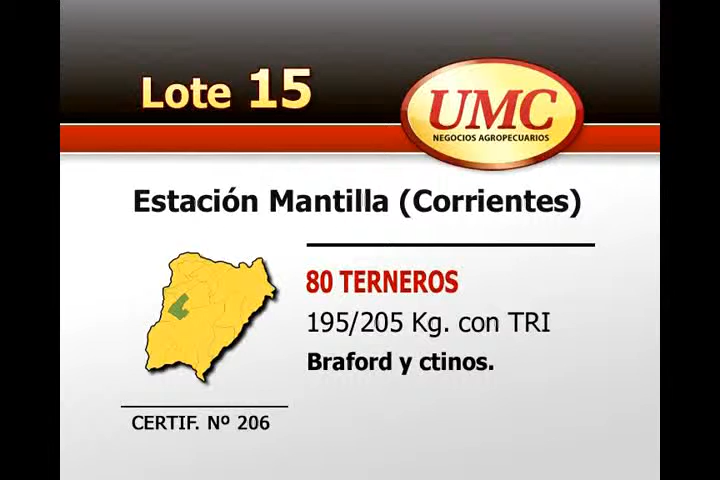 Lote 15
UMC
NEGOCIOS AGROPECUARIOS
Estación Mantilla (Corrientes)
80 TERNEROS
195/205 Kg. con TRI
Braford y ctinos.
CERTIF. Nº 206